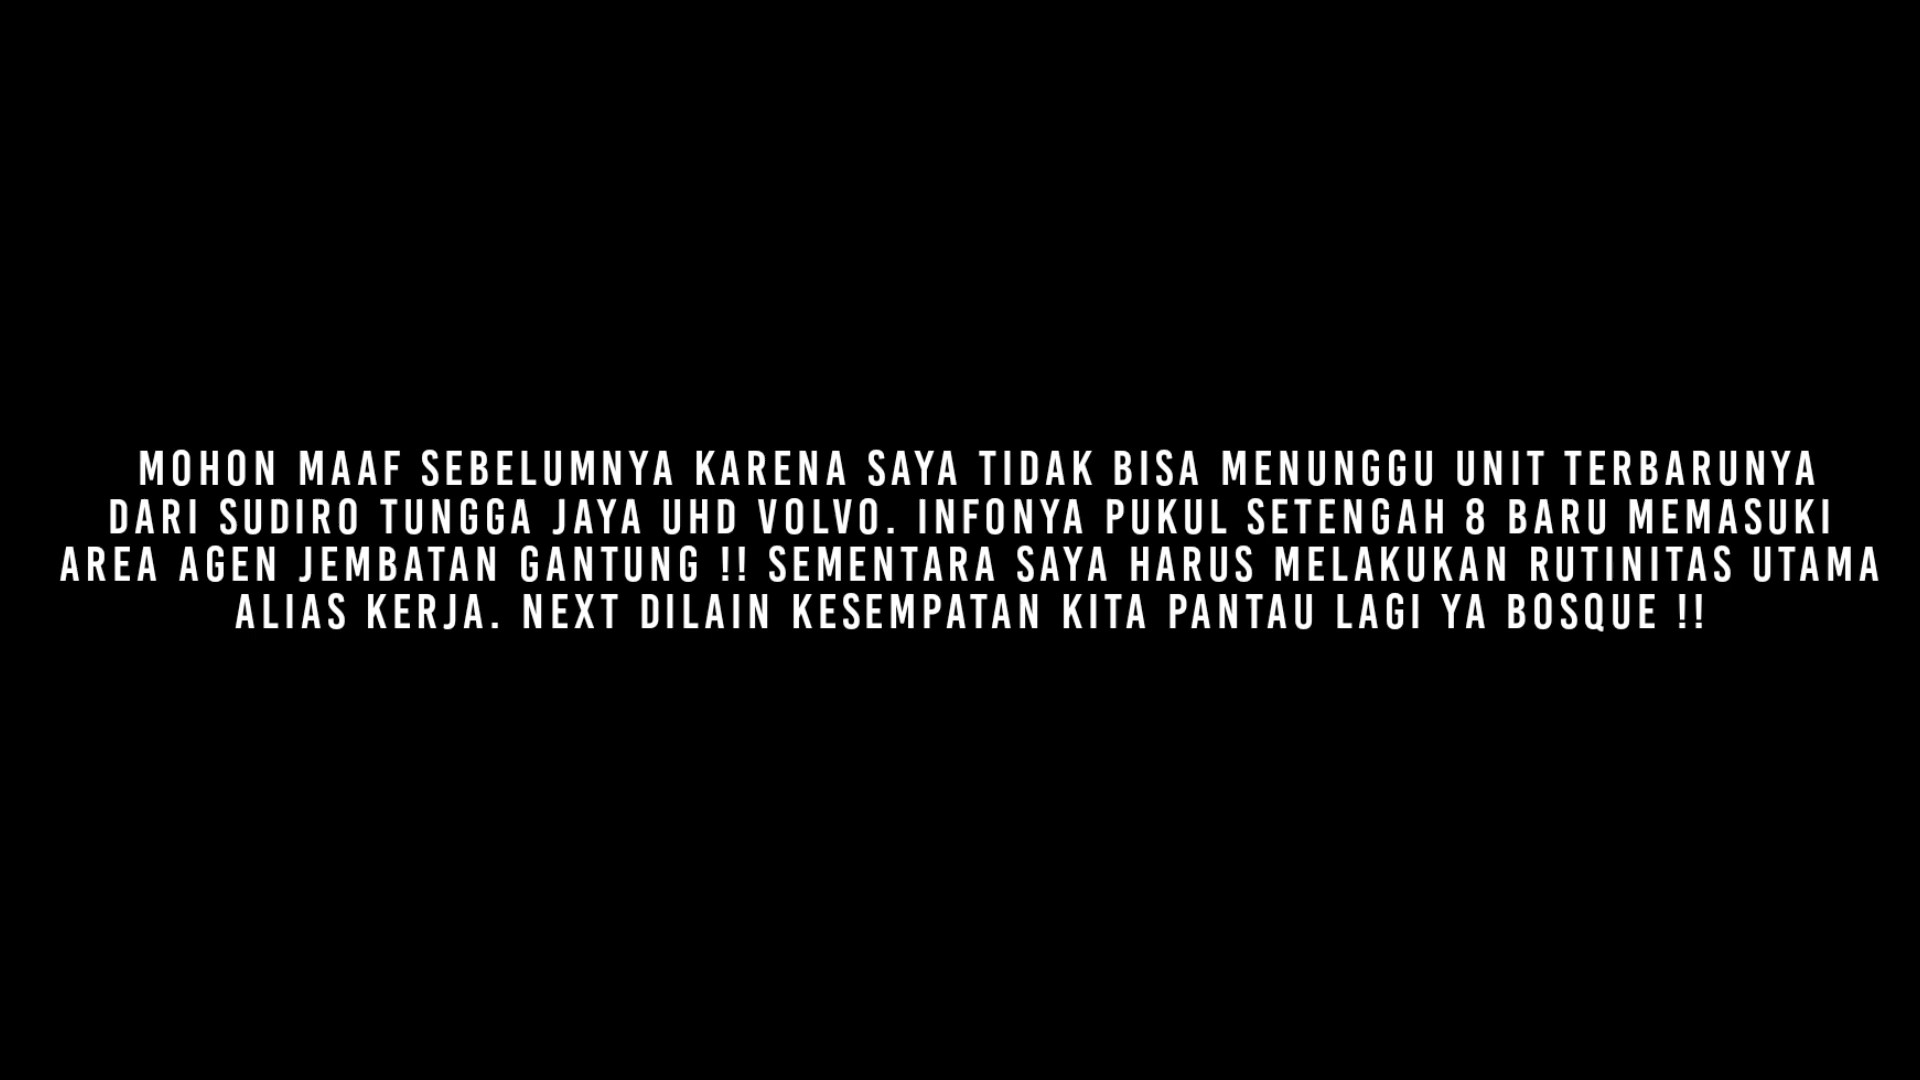 MOHON MAAF SEBELUMNYA KARENA SAYA TIDAK BISA MENUNGGU UNIT TERBARUNYA
DARI SUDIRO TUNGGA JAYA UHD VOLVO. INFONYA PUKUL SETENGAH 8 BARU MEMASUKI
AREA AGEN JEMBATAN GANTUNG !! SEMENTARA SAYA HARUS MELAKUKAN RUTINITAS UTAMA
ALIAS KERJA. NEXT DILAIN KESEMPATAN KITA PANTAU LAGI YA BOSQUE !!